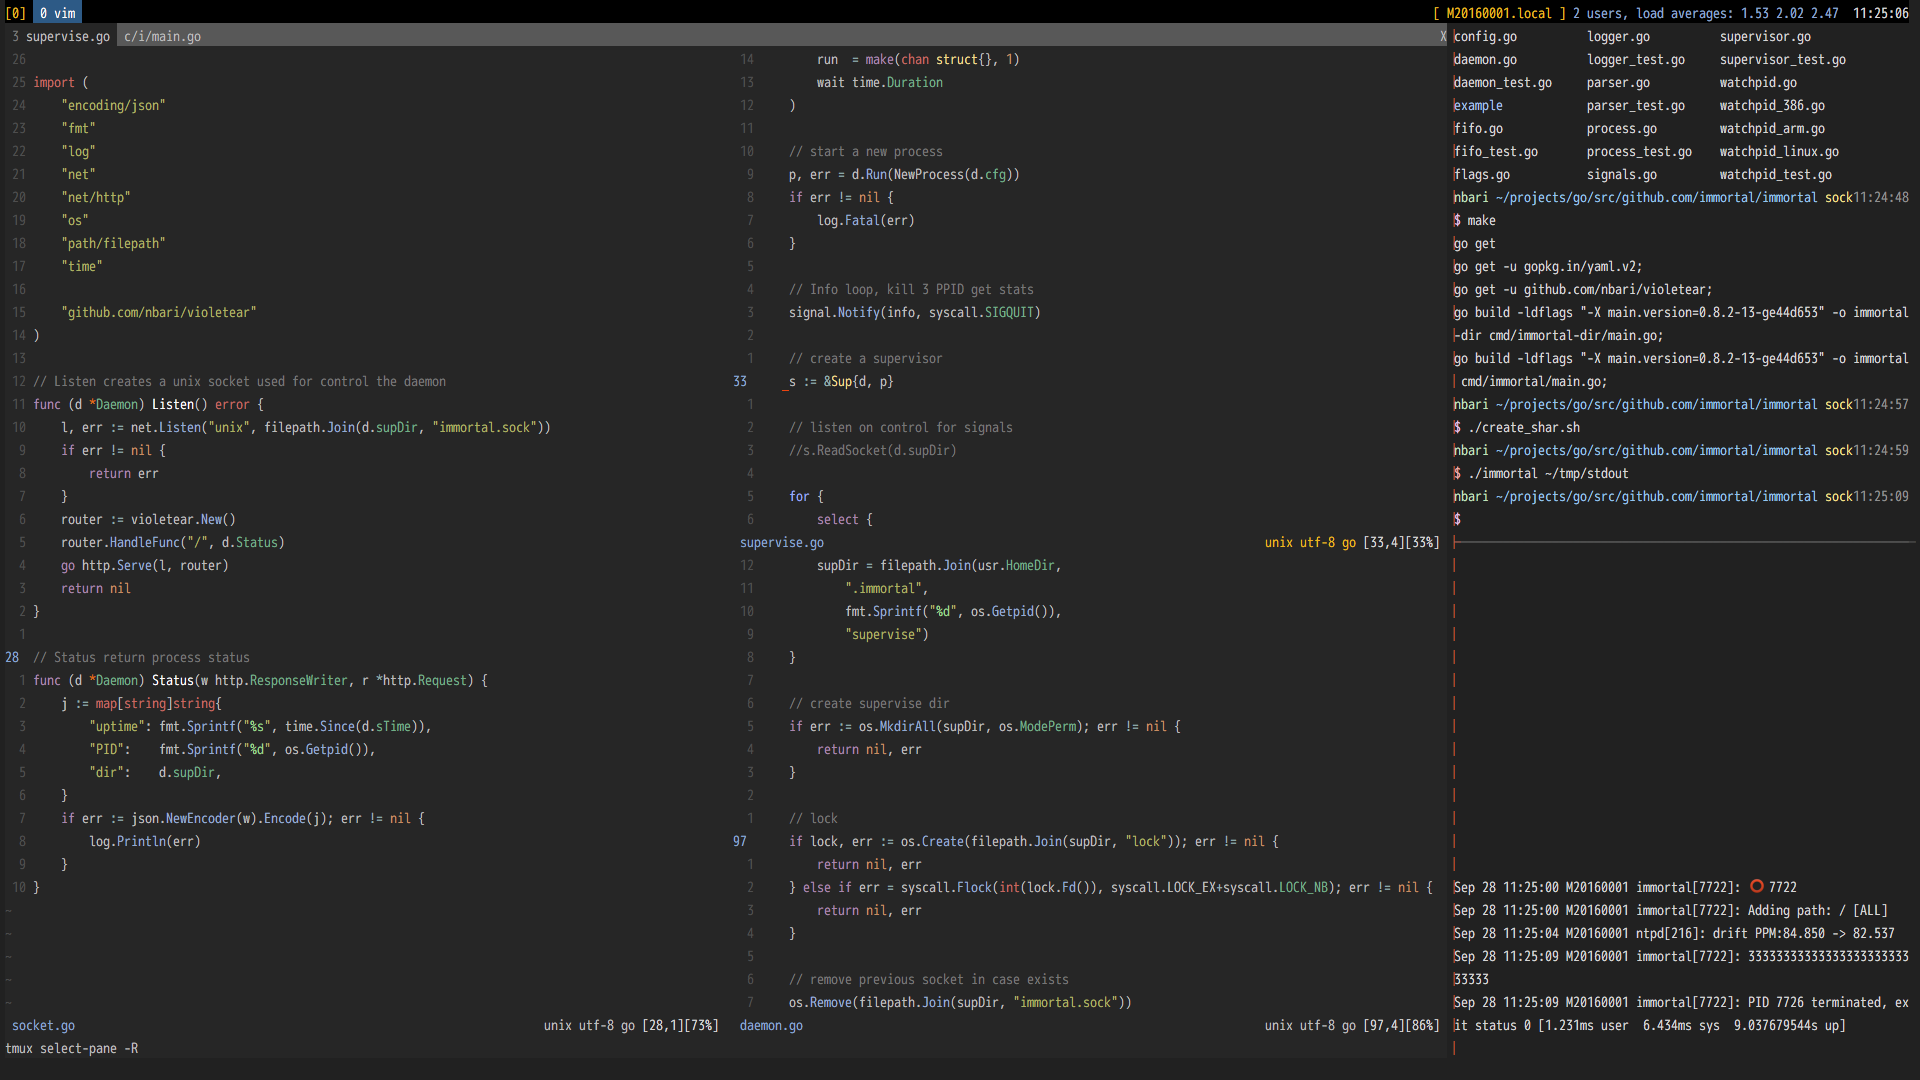 [0] 0 vim [ M20160001.local ] 2 users, load averages: 1.53 2.02 2.47 11:25:06
3 supervise.go c/i/main.go X
26
25 import (
24     "encoding/json"
23     "fmt"
22     "log"
21     "net"
20     "net/http"
19     "os"
18     "path/filepath"
17     "time"
16
15     "github.com/nbari/violetear"
14 )
13
12 // Listen creates a unix socket used for control the daemon
11 func (d *Daemon) Listen() error {
10     l, err := net.Listen("unix", filepath.Join(d.supDir, "immortal.sock"))
9     if err != nil {
8         return err
7     }
6     router := violetear.New()
5     router.HandleFunc("/", d.Status)
4     go http.Serve(l, router)
3     return nil
2 }
1
28 // Status return process status
1 func (d *Daemon) Status(w http.ResponseWriter, r *http.Request) {
2     j := map[string]string{
3         "uptime": fmt.Sprintf("%s", time.Since(d.sTime)),
4         "PID":    fmt.Sprintf("%d", os.Getpid()),
5         "dir":    d.supDir,
6     }
7     if err := json.NewEncoder(w).Encode(j); err != nil {
8         log.Println(err)
9     }
10 }
~
~
~
~
~
socket.go unix utf-8 go [28,1][73%]
tmux select-pane -R
14         run  = make(chan struct{}, 1)
13         wait time.Duration
12     )
11
10     // start a new process
9     p, err = d.Run(NewProcess(d.cfg))
8     if err != nil {
7         log.Fatal(err)
6     }
5
4     // Info loop, kill 3 PPID get stats
3     signal.Notify(info, syscall.SIGQUIT)
2
1     // create a supervisor
33    _s := &Sup{d, p}
1
2     // listen on control for signals
3     //s.ReadSocket(d.supDir)
4
5     for {
6         select {
supervise.go unix utf-8 go [33,4][33%]
12         supDir = filepath.Join(usr.HomeDir,
11             ".immortal",
10             fmt.Sprintf("%d", os.Getpid()),
9             "supervise")
8     }
7
6     // create supervise dir
5     if err := os.MkdirAll(supDir, os.ModePerm); err != nil {
4         return nil, err
3     }
2
1     // lock
97     if lock, err := os.Create(filepath.Join(supDir, "lock")); err != nil {
1         return nil, err
2     } else if err = syscall.Flock(int(lock.Fd()), syscall.LOCK_EX+syscall.LOCK_NB); err != nil {
3         return nil, err
4     }
5
6     // remove previous socket in case exists
7     os.Remove(filepath.Join(supDir, "immortal.sock"))
daemon.go unix utf-8 go [97,4][86%]
config.go logger.go supervisor.go
daemon.go logger_test.go supervisor_test.go
daemon_test.go parser.go watchpid.go
example parser_test.go watchpid_386.go
fifo.go process.go watchpid_arm.go
fifo_test.go process_test.go watchpid_linux.go
flags.go signals.go watchpid_test.go
nbari ~/projects/go/src/github.com/immortal/immortal sock11:24:48
$ make
go get
go get -u gopkg.in/yaml.v2;
go get -u github.com/nbari/violetear;
go build -ldflags "-X main.version=0.8.2-13-ge44d653" -o immortal
-dir cmd/immortal-dir/main.go;
go build -ldflags "-X main.version=0.8.2-13-ge44d653" -o immortal
 cmd/immortal/main.go;
nbari ~/projects/go/src/github.com/immortal/immortal sock11:24:57
$ ./create_shar.sh
nbari ~/projects/go/src/github.com/immortal/immortal sock11:24:59
$ ./immortal ~/tmp/stdout
nbari ~/projects/go/src/github.com/immortal/immortal sock11:25:09
$
Sep 28 11:25:00 M20160001 immortal[7722]: ⭕ 7722
Sep 28 11:25:00 M20160001 immortal[7722]: Adding path: / [ALL]
Sep 28 11:25:04 M20160001 ntpd[216]: drift PPM:84.850 -> 82.537
Sep 28 11:25:09 M20160001 immortal[7722]: 33333333333333333333333
33333
Sep 28 11:25:09 M20160001 immortal[7722]: PID 7726 terminated, ex
it status 0 [1.231ms user  6.434ms sys  9.037679544s up]